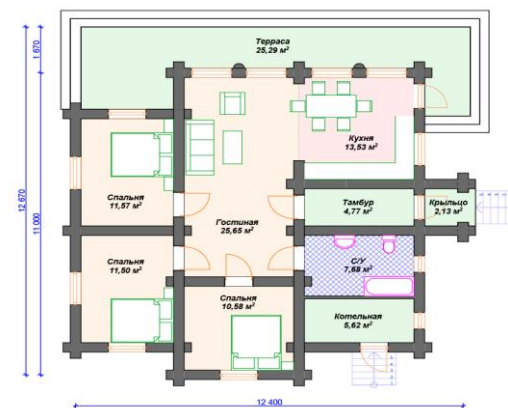 Терраса
25,29 м²
1 670
12 670
11 000
Кухня
13,53 м²
Спальня
11,57 м²
Гостиная
25,65 м²
Тамбур
4,77 м²
Крыльцо
2,13 м²
Спальня
11,50 м²
С/У
7,68 м²
Спальня
10,58 м²
Котельная
5,62 м²
12 400